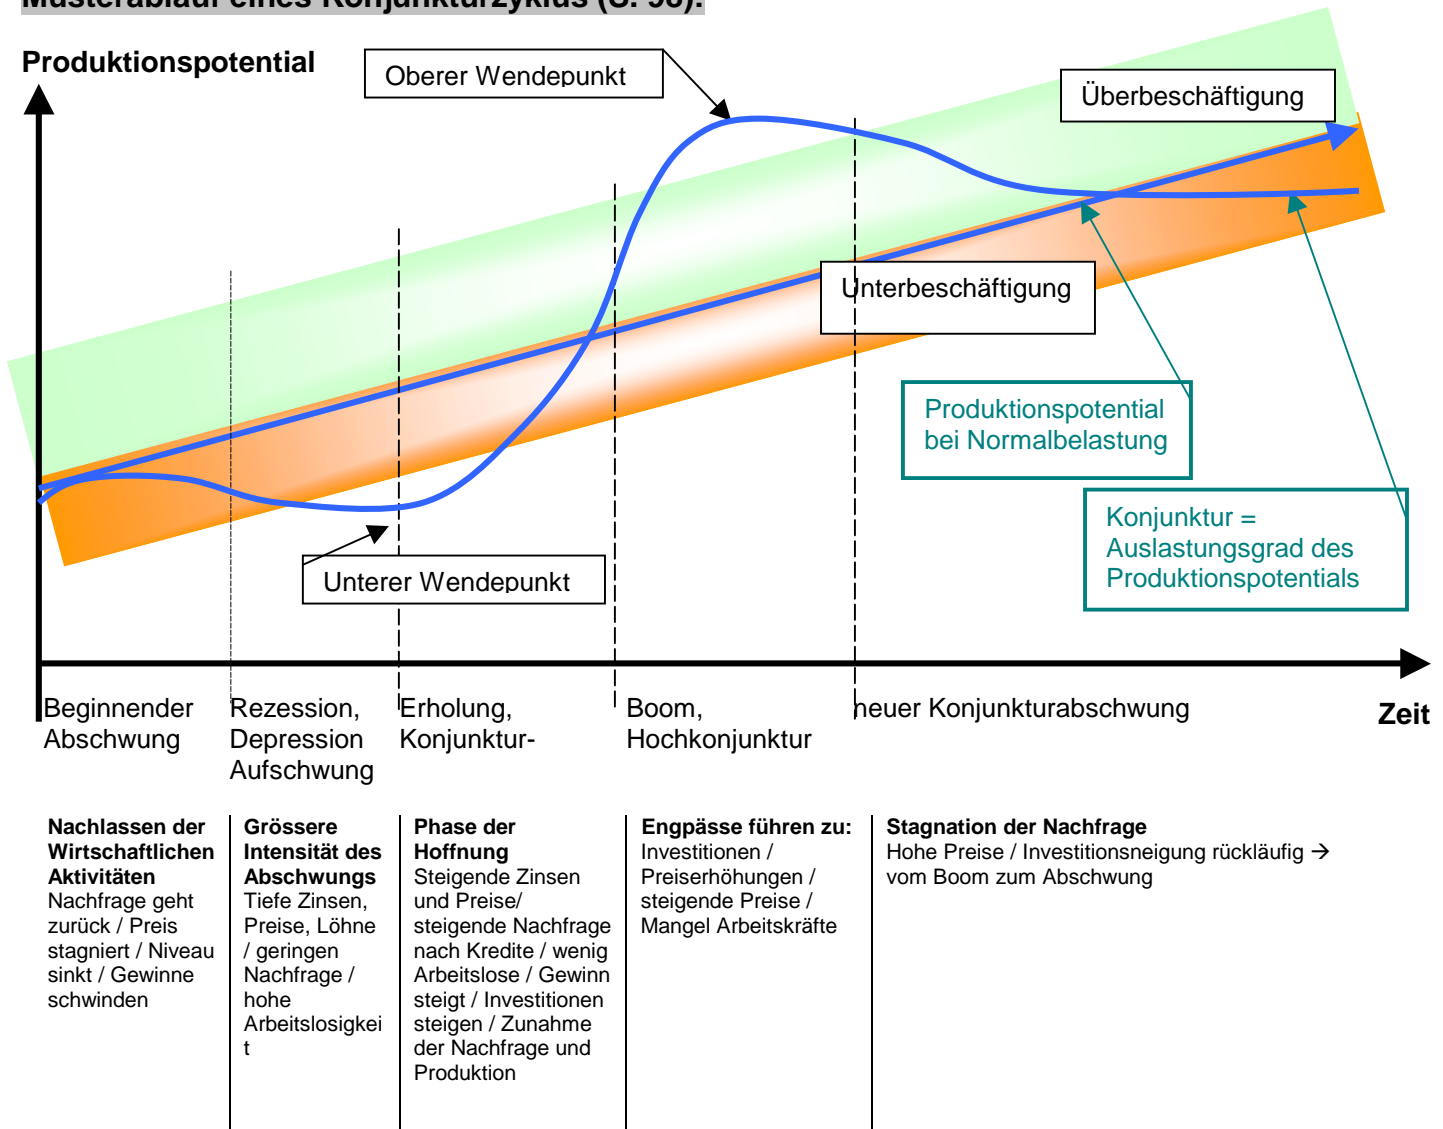 Musterablauf eines Konjunkturzyklus (S. 96):
Produktionspotential
Oberer Wendepunkt
Überbeschäftigung
Unterbeschäftigung
Produktionspotential
bei Normalbelastung
Konjunktur =
Auslastungsgrad des
Produktionspotentials
Unterer Wendepunkt
Beginnender
Abschwung
Rezession,
Depression
Aufschwung
Erholung,
Konjunktur-
Boom,
Hochkonjunktur
neuer Konjunkturabschwung
Zeit
Nachlassen der
Wirtschaftlichen
Aktivitäten
Nachfrage geht
zurück / Preis
stagniert / Niveau
sinkt / Gewinne
schwinden
Grössere
Intensität des
Abschwungs
Tiefe Zinsen,
Preise, Löhne
/ geringen
Nachfrage /
hohe
Arbeitslosigkei
t
Phase der
Hoffnung
Steigende Zinsen
und Preise/
steigende Nachfrage
nach Kredite / wenig
Arbeitslose / Gewinn
steigt / Investitionen
steigen / Zunahme
der Nachfrage und
Produktion
Engpässe führen zu:
Investitionen /
Preiserhöhungen /
steigende Preise /
Mangel Arbeitskräfte
Stagnation der Nachfrage
Hohe Preise / Investitionsneigung rückläufig →
vom Boom zum Abschwung